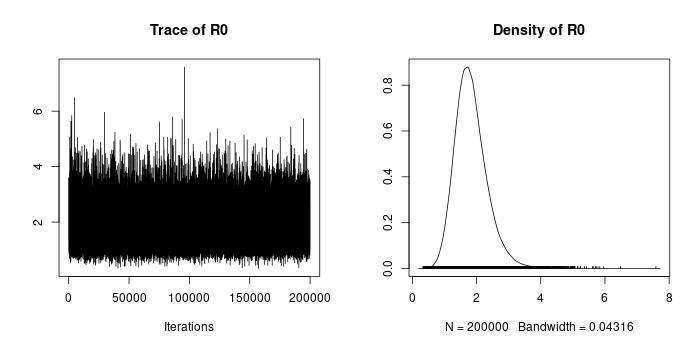 Trace of R0
6
4
2
0 50000 100000 150000 200000
Iterations
Density of R0
0.8
0.6
0.4
0.2
0.0
0 2 4 6 8
N = 200000 Bandwidth = 0.04316